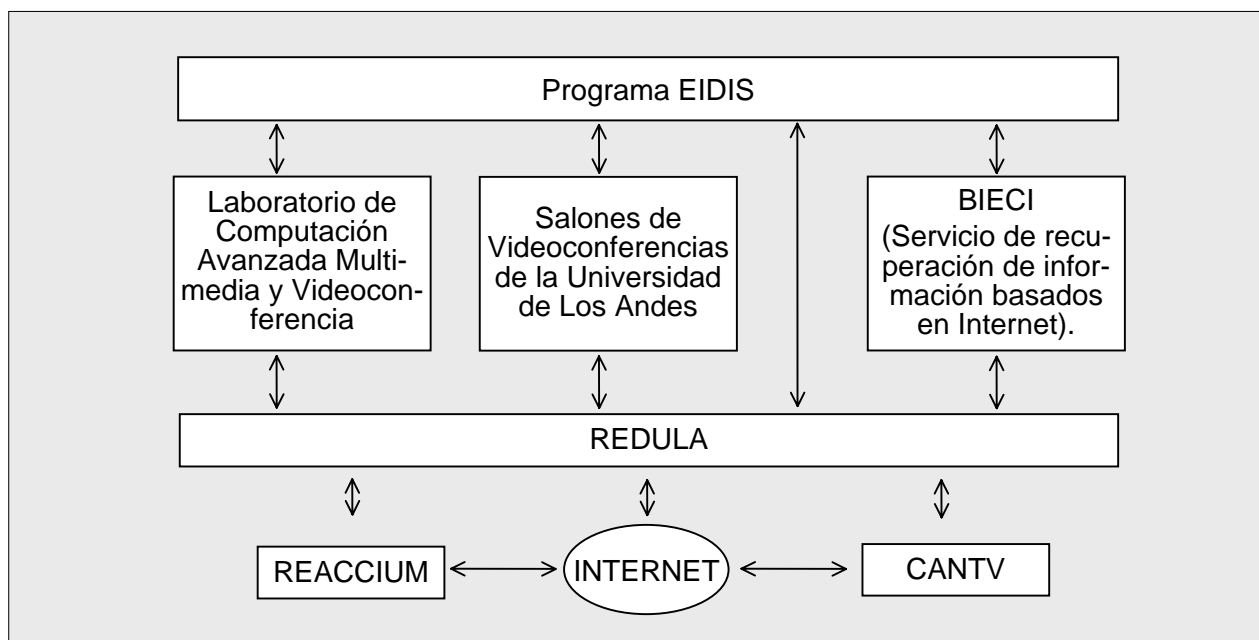 Programa EIDIS
Laboratorio de
Computación
Avanzada Multi-
media y Videocon-
ferencia
Salones de
Videoconferencias
de la Universidad
de Los Andes
BIECI
(Servicio de recu-
peración de infor-
mación basados
en Internet).
REDULA
REACCIUM
INTERNET
CANTV